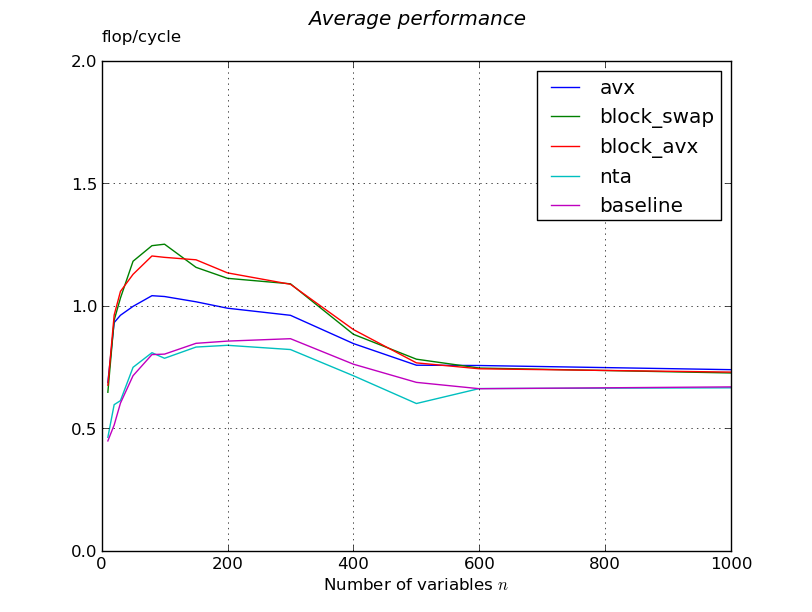 Average performance
flop/cycle
2.0
1.5
1.0
0.5
0.0
avx
block_swap
block_avx
nta
baseline
0 200 400 600 800 1000
Number of variables n